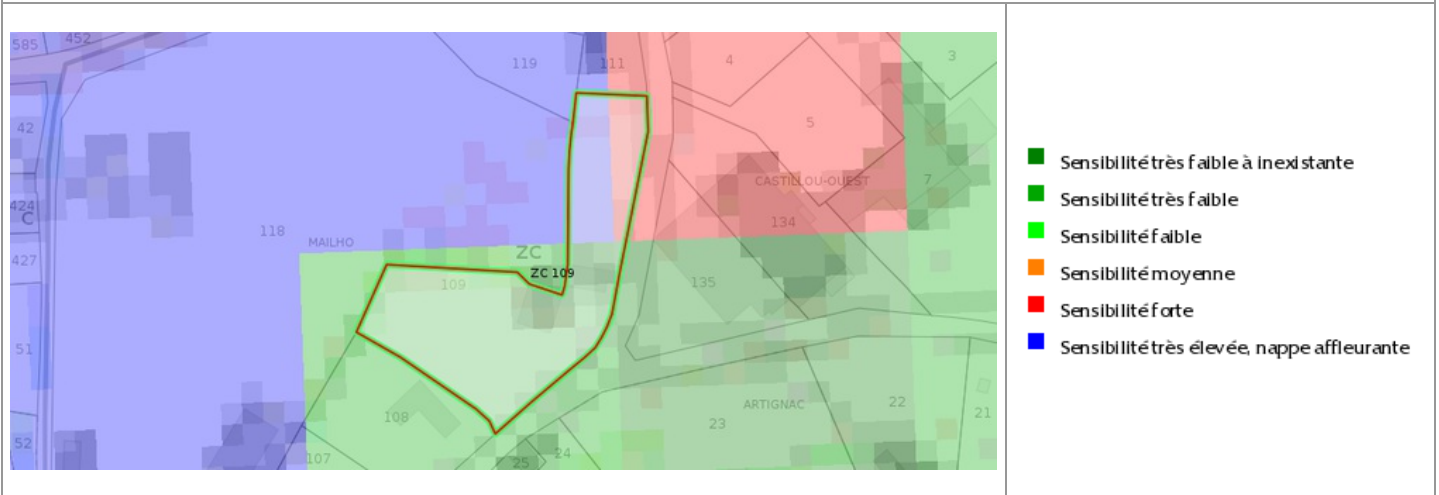 585
452
119
111
4
3
42
5
7
CASTILLOU-OUEST
424
C
118
134
MAILHO
ZC
427
ZC 109
109
135
51
ARTIGNAC
22
21
108
23
52
107
24
25
Sensibilité très faible à inexistante
Sensibilité très faible
Sensibilité faible
Sensibilité moyenne
Sensibilité forte
Sensibilité très élevée, nappe affleurante